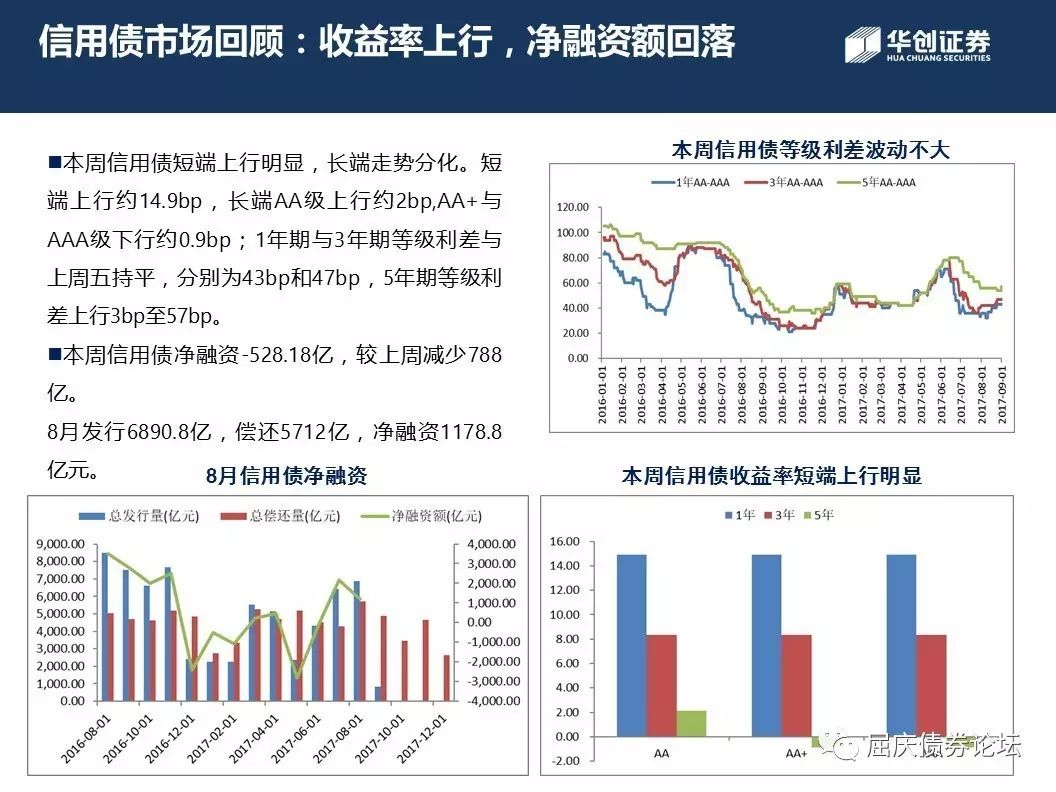 信用债市场回顾：收益率上行，净融资额回落
华创证券
HUA CHUANG SECURITIES
■本周信用债短端上行明显，长端走势分化。短
端上行约14.9bp，长端AA级上行约2bp,AA+与
AAA级下行约0.9bp；1年期与3年期等级利差与
上周五持平，分别为43bp和47bp，5年期等级利
差上行3bp至57bp。
■本周信用债净融资-528.18亿，较上周减少788
亿。
8月发行6890.8亿，偿还5712亿，净融资1178.8
亿元。
本周信用债等级利差波动不大
1年AA-AAA 3年AA-AAA 5年AA-AAA
120.00
100.00
80.00
60.00
40.00
20.00
0.00
2016-01-01 2016-02-01 2016-03-01 2016-04-01 2016-05-01 2016-06-01 2016-07-01 2016-08-01 2016-09-01 2016-10-01 2016-11-01 2016-12-01 2017-01-01 2017-02-01 2017-03-01 2017-04-01 2017-05-01 2017-06-01 2017-07-01 2017-08-01 2017-09-01
8月信用债净融资
总发行量(亿元) 总偿还量(亿元) 净融资额(亿元)
9,000.00 4,000.00
8,000.00 3,000.00
7,000.00 2,000.00
6,000.00 1,000.00
5,000.00 0.00
4,000.00 -1,000.00
3,000.00 -2,000.00
2,000.00 -3,000.00
1,000.00 -4,000.00
0.00
2016-08-01 2016-10-01 2016-12-01 2017-02-01 2017-04-01 2017-06-01 2017-08-01 2017-10-01 2017-12-01
本周信用债收益率短端上行明显
1年 3年 5年
16.00
14.00
12.00
10.00
8.00
6.00
4.00
2.00
0.00
-2.00
AA AA+
屈庆债券论坛